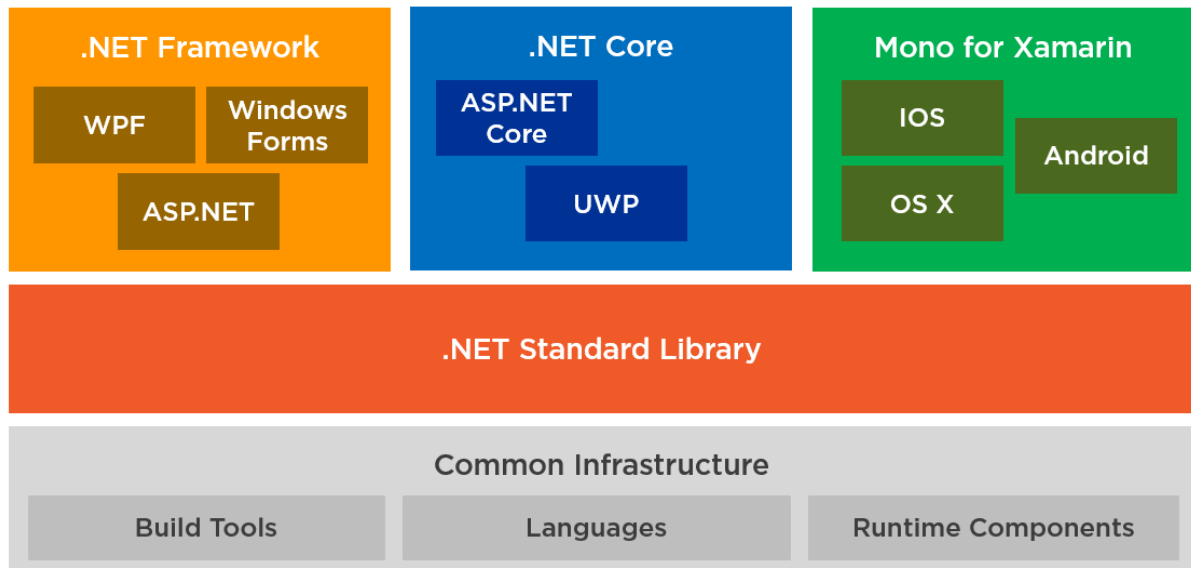 .NET Framework
WPF
Windows
Forms
ASP.NET
.NET Core
ASP.NET
Core
UWP
Mono for Xamarin
IOS
Android
OS X
.NET Standard Library
Common Infrastructure
Build Tools
Languages
Runtime Components